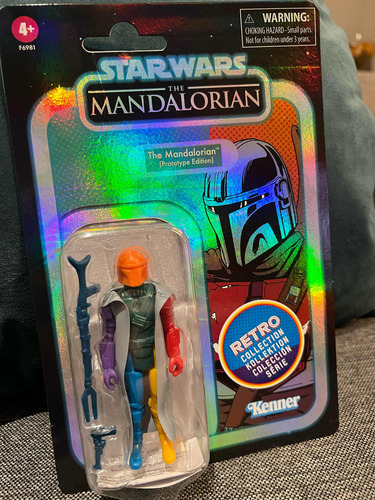 4+
F6981
WARNING:
CHOKING HAZARD–Small parts.
Not for children under 3 years.
STAR WARS
THE
MANDALORIAN
The Mandalorian™
(Prototype Edition)
RETRO
COLLECTION
KOLLEKTION
COLECCIÓN
SÉRIE
Kenner